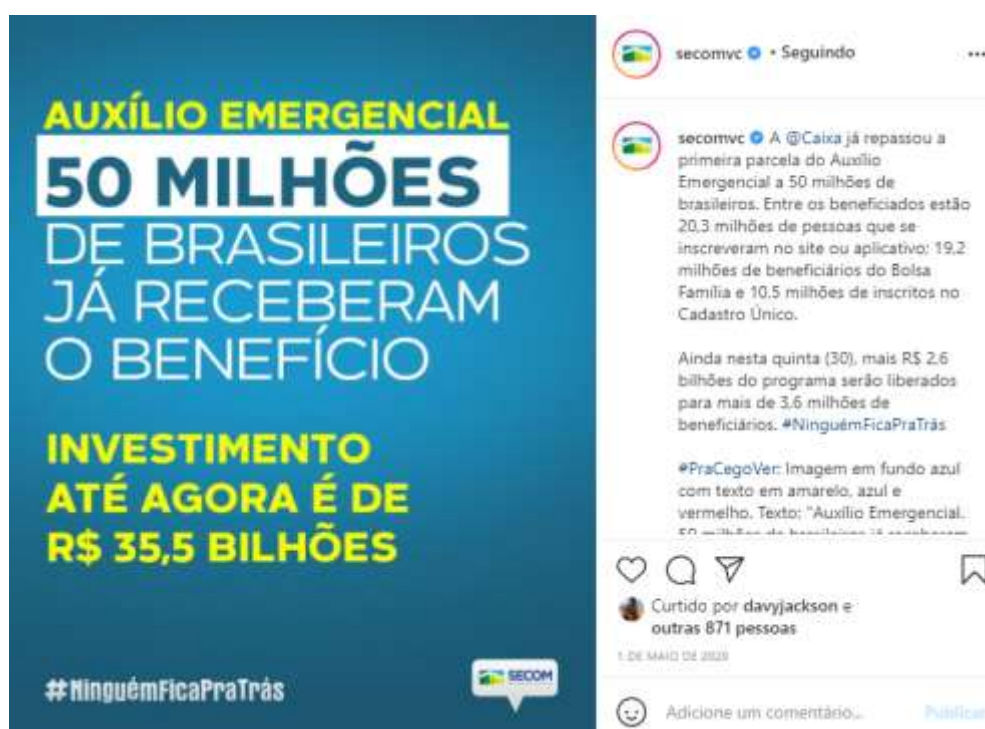 AUXÍLIO EMERGENCIAL
50 MILHÕES
DE BRASILEIROS
JÁ RECEBERAM
O BENEFÍCIO
INVESTIMENTO
ATÉ AGORA É DE
R$ 35,5 BILHÕES
#NinguémFicaPraTrás
SECOM
secomvc • Seguindo
secomvc A @Caixa já repassou a
primeira parcela do Auxílio
Emergencial a 50 milhões de
brasileiros. Entre os beneficiados estão
20,3 milhões de pessoas que se
inscreveram no site ou aplicativo; 19,2
milhões de beneficiários do Bolsa
Família e 10,5 milhões de inscritos no
Cadastro Único.
Ainda nesta quinta (30), mais R$ 2,6
bilhões do programa serão liberados
para mais de 3,6 milhões de
beneficiários. #NinguémFicaPraTrás
#PraCegoVer: Imagem em fundo azul
com texto em amarelo, azul e
vermelho. Texto: "Auxílio Emergencial.
50 milhões de brasileiros já receberam
Curtido por davyjackson e
outras 871 pessoas
1 DE MAIO DE 2020
Adicione um comentário...
Publicar